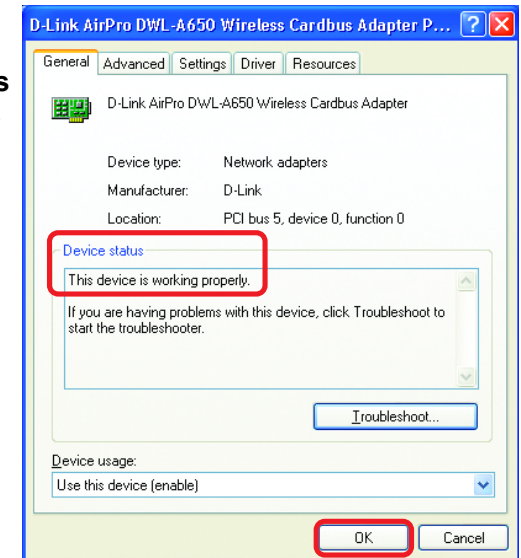 D-Link AirPro DWL-A650 Wireless Cardbus Adapter P...
General Advanced Settings Driver Resources
s
D-Link AirPro DWL-A650 Wireless Cardbus Adapter
Device type: Network adapters
Manufacturer: D-Link
Location: PCI bus 5, device 0, function 0
Device status
This device is working properly.
If you are having problems with this device, click Troubleshoot to
start the troubleshooter.
Troubleshoot...
Device usage:
Use this device (enable)
OK Cancel